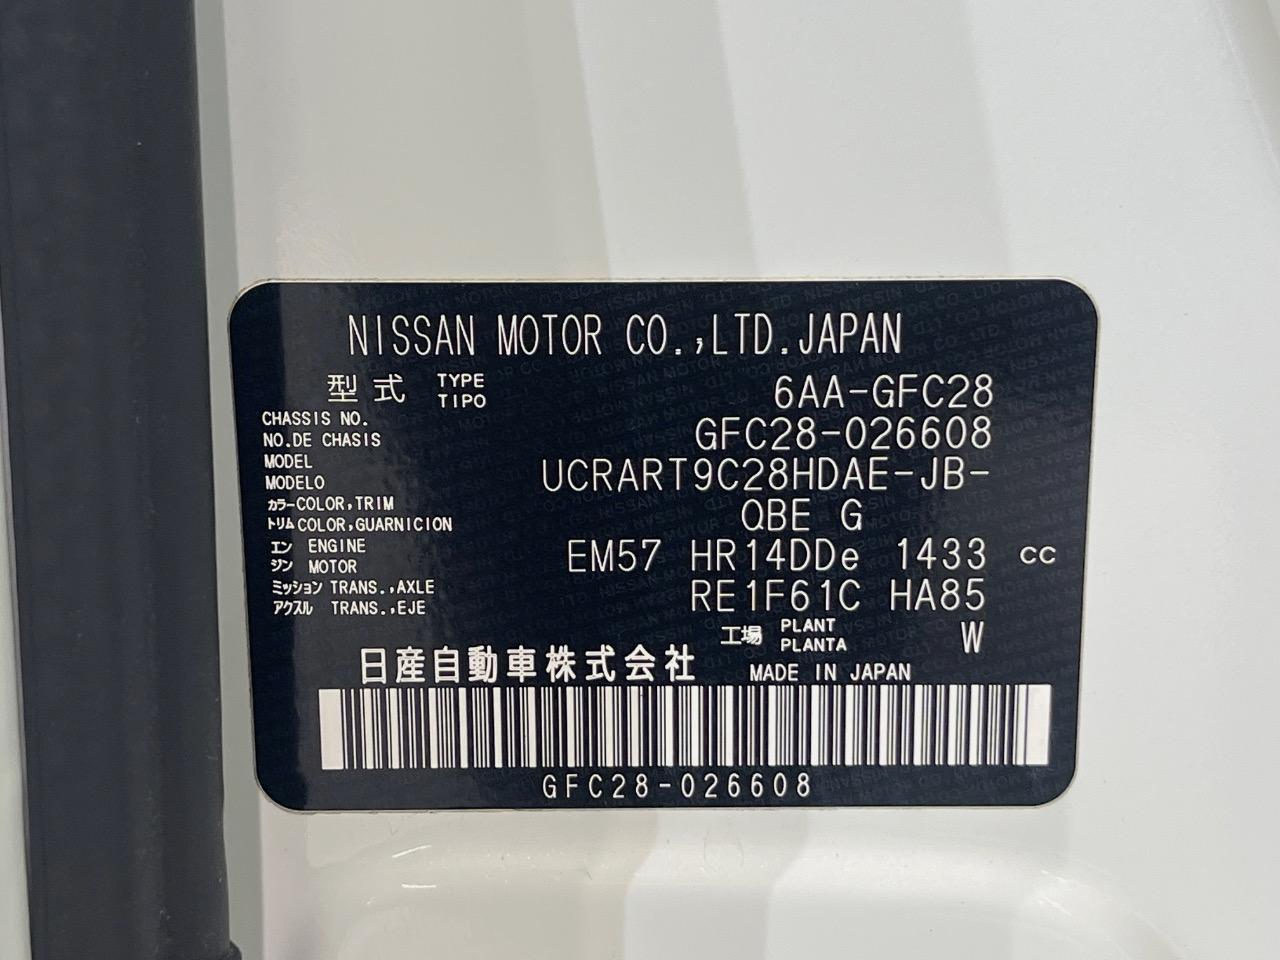 NISSAN MOTOR CO.,LTD.JAPAN
型式 TYPE TIPO 6AA-GFC28
CHASSIS NO.
NO.DE CHASIS GFC28-026608
MODEL
MODELO UCRART9C28HDAE-JB-
カラー COLOR,TRIM
トリム COLOR,GUARNICION QBE G
エン ENGINE
ジン MOTOR EM57 HR14DDe 1433 cc
ミッション TRANS.,AXLE
アクスル TRANS.,EJE RE1F61C HA85
工場 PLANT PLANTA W
日産自動車株式会社 MADE IN JAPAN
GFC28-026608